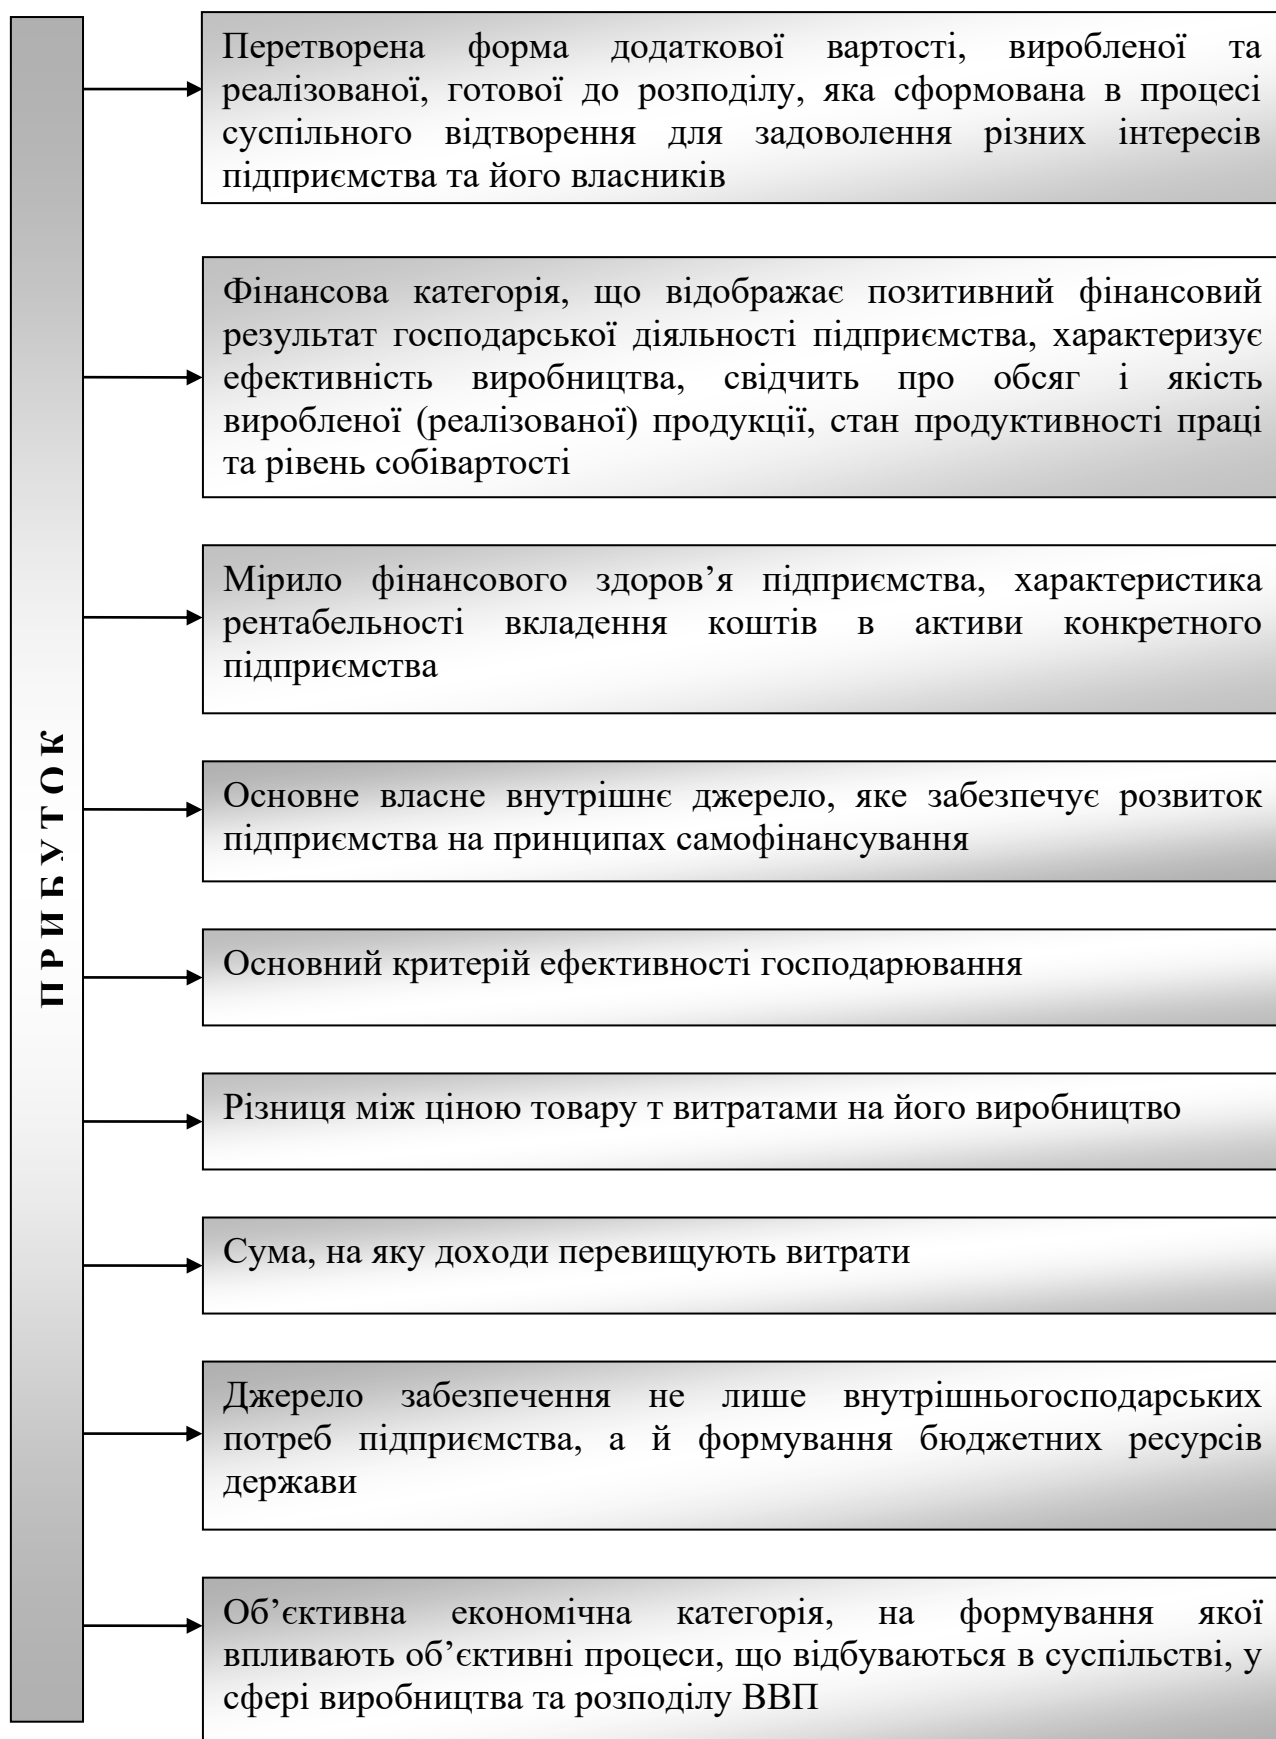 ПРИБУТОК
Перетворена форма додаткової вартості, виробленої та
реалізованої, готової до розподілу, яка сформована в процесі
суспільного відтворення для задоволення різних інтересів
підприємства та його власників
Фінансова категорія, що відображає позитивний фінансовий
результат господарської діяльності підприємства, характеризує
ефективність виробництва, свідчить про обсяг і якість
виробленої (реалізованої) продукції, стан продуктивності праці
та рівень собівартості
Мірило фінансового здоров’я підприємства, характеристика
рентабельності вкладення коштів в активи конкретного
підприємства
Основне власне внутрішнє джерело, яке забезпечує розвиток
підприємства на принципах самофінансування
Основний критерій ефективності господарювання
Різниця між ціною товару т витратами на його виробництво
Сума, на яку доходи перевищують витрати
Джерело забезпечення не лише внутрішньогосподарських
потреб підприємства, а й формування бюджетних ресурсів
держави
Об’єктивна економічна категорія, на формування якої
впливають об’єктивні процеси, що відбуваються в суспільстві, у
сфері виробництва та розподілу ВВП